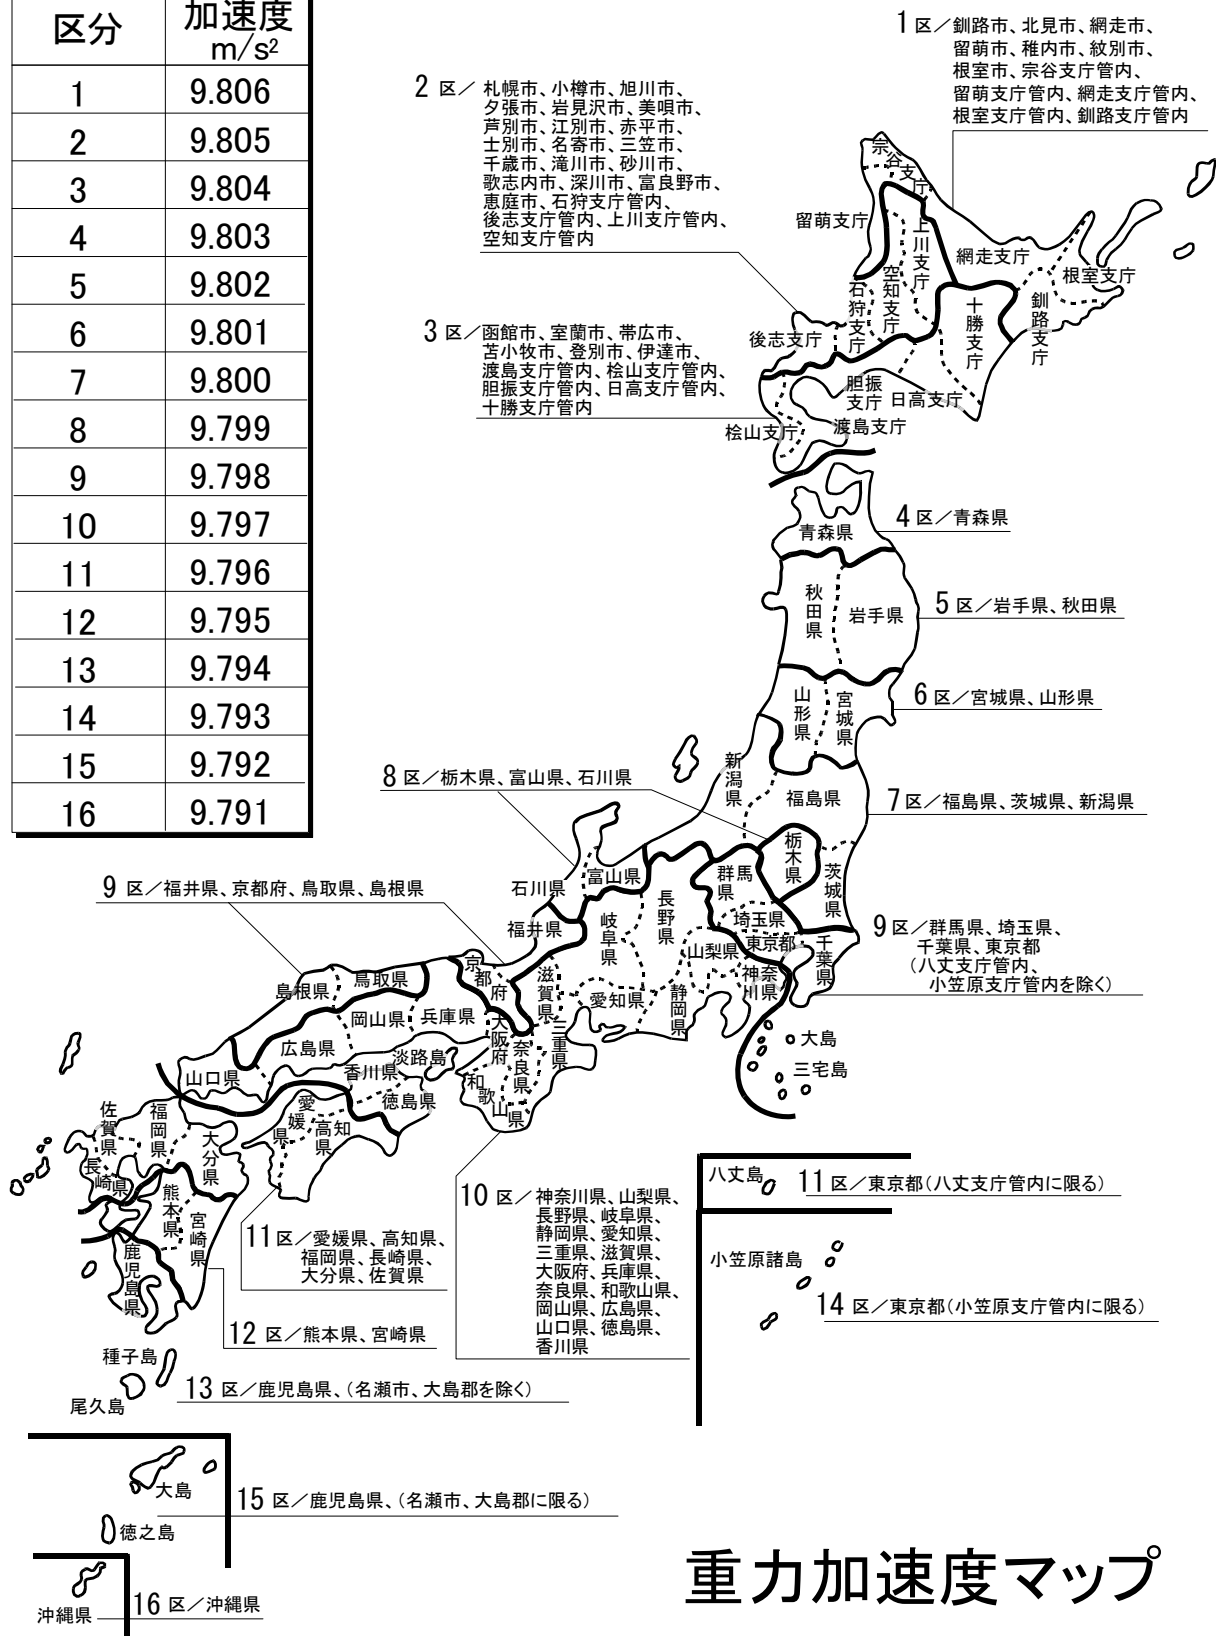 区分 加速度
m/s²
1 9.806
2 9.805
3 9.804
4 9.803
5 9.802
6 9.801
7 9.800
8 9.799
9 9.798
10 9.797
11 9.796
12 9.795
13 9.794
14 9.793
15 9.792
16 9.791
1 区／釧路市、北見市、網走市、
留萌市、稚内市、紋別市、
根室市、宗谷支庁管内、
留萌支庁管内、網走支庁管内、
根室支庁管内、釧路支庁管内
2 区／札幌市、小樽市、旭川市、
夕張市、岩見沢市、美唄市、
芦別市、江別市、赤平市、
士別市、名寄市、三笠市、
千歳市、滝川市、砂川市、
歌志内市、深川市、富良野市、
恵庭市、石狩支庁管内、
後志支庁管内、上川支庁管内、
空知支庁管内
3 区／函館市、室蘭市、帯広市、
苫小牧市、登別市、伊達市、
渡島支庁管内、桧山支庁管内、
胆振支庁管内、日高支庁管内、
十勝支庁管内
宗谷支庁
留萌支庁
上川支庁
網走支庁
根室支庁
空知支庁
石狩支庁
釧路支庁
十勝支庁
後志支庁
胆振
支庁
日高支庁
桧山支庁
渡島支庁
4 区／青森県
青森県
5 区／岩手県、秋田県
秋田県
岩手県
6 区／宮城県、山形県
山形県
宮城県
7 区／福島県、茨城県、新潟県
新潟県
福島県
8 区／栃木県、富山県、石川県
栃木県
茨城県
群馬県
富山県
石川県
長野県
埼玉県
9 区／福井県、京都府、鳥取県、島根県
福井県
岐阜県
山梨県
東京都
千葉県
神奈川県
9 区／群馬県、埼玉県、
千葉県、東京都
（八丈支庁管内、
小笠原支庁管内を除く）
京都府
滋賀県
愛知県
静岡県
鳥取県
島根県
岡山県
兵庫県
大阪府
奈良県
三重県
広島県
山口県
香川県
淡路島
徳島県
和歌山県
大島
三宅島
佐賀県
福岡県
大分県
長崎県
愛媛県
高知県
熊本県
宮崎県
鹿児島県
10 区／神奈川県、山梨県、
長野県、岐阜県、
静岡県、愛知県、
三重県、滋賀県、
大阪府、兵庫県、
奈良県、和歌山県、
岡山県、広島県、
山口県、徳島県、
香川県
11 区／愛媛県、高知県、
福岡県、長崎県、
大分県、佐賀県
八丈島
11 区／東京都（八丈支庁管内に限る）
小笠原諸島
14 区／東京都（小笠原支庁管内に限る）
12 区／熊本県、宮崎県
種子島
尾久島
13 区／鹿児島県、（名瀬市、大島郡を除く）
大島
徳之島
15 区／鹿児島県、（名瀬市、大島郡に限る）
沖縄県
16 区／沖縄県
重力加速度マップ